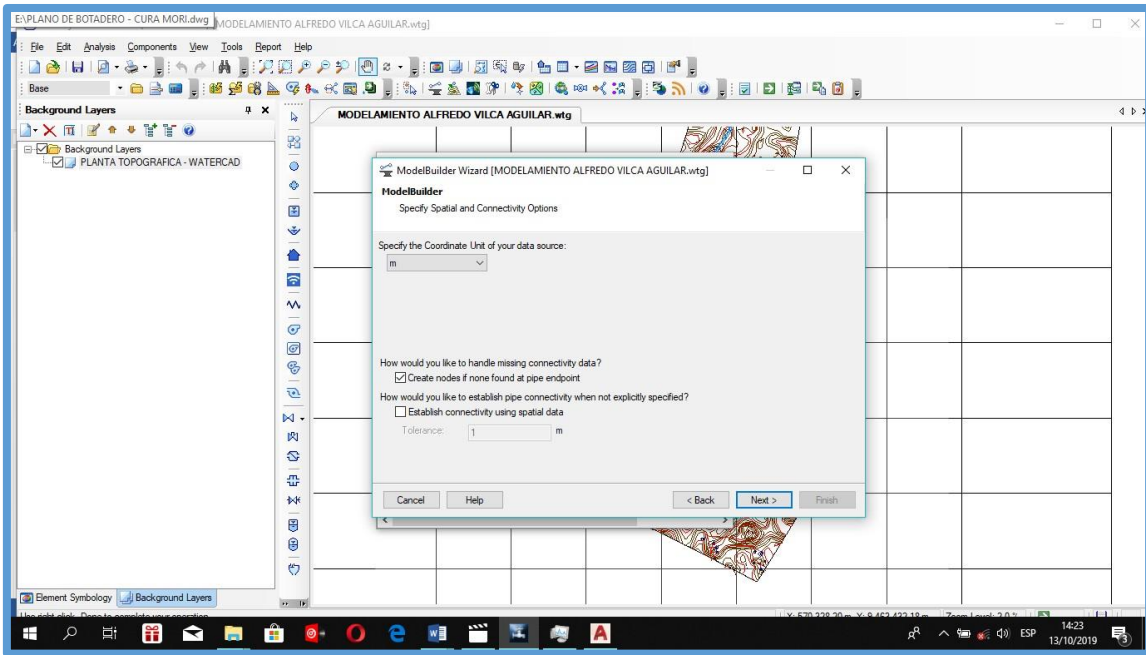 E:\PLANO DE BOTADERO - CURA MORI.dwg
MODELAMIENTO ALFREDO VILCA AGUILAR.wtg]
File Edit Analysis Components View Tools Report Help
Base
Background Layers
MODELAMIENTO ALFREDO VILCA AGUILAR.wtg
Background Layers
PLANTA TOPOGRAFICA - WATERCAD
ModelBuilder Wizard [MODELAMIENTO ALFREDO VILCA AGUILAR.wtg]
ModelBuilder
Specify Spatial and Connectivity Options
Specify the Coordinate Unit of your data source:
m
How would you like to handle missing connectivity data?
Create nodes if none found at pipe endpoint
How would you like to establish pipe connectivity when not explicitly specified?
Establish connectivity using spatial data
Tolerance: 1 m
Cancel Help < Back Next > Finish
Element Symbology Background Layers
ESP
14:23
13/10/2019